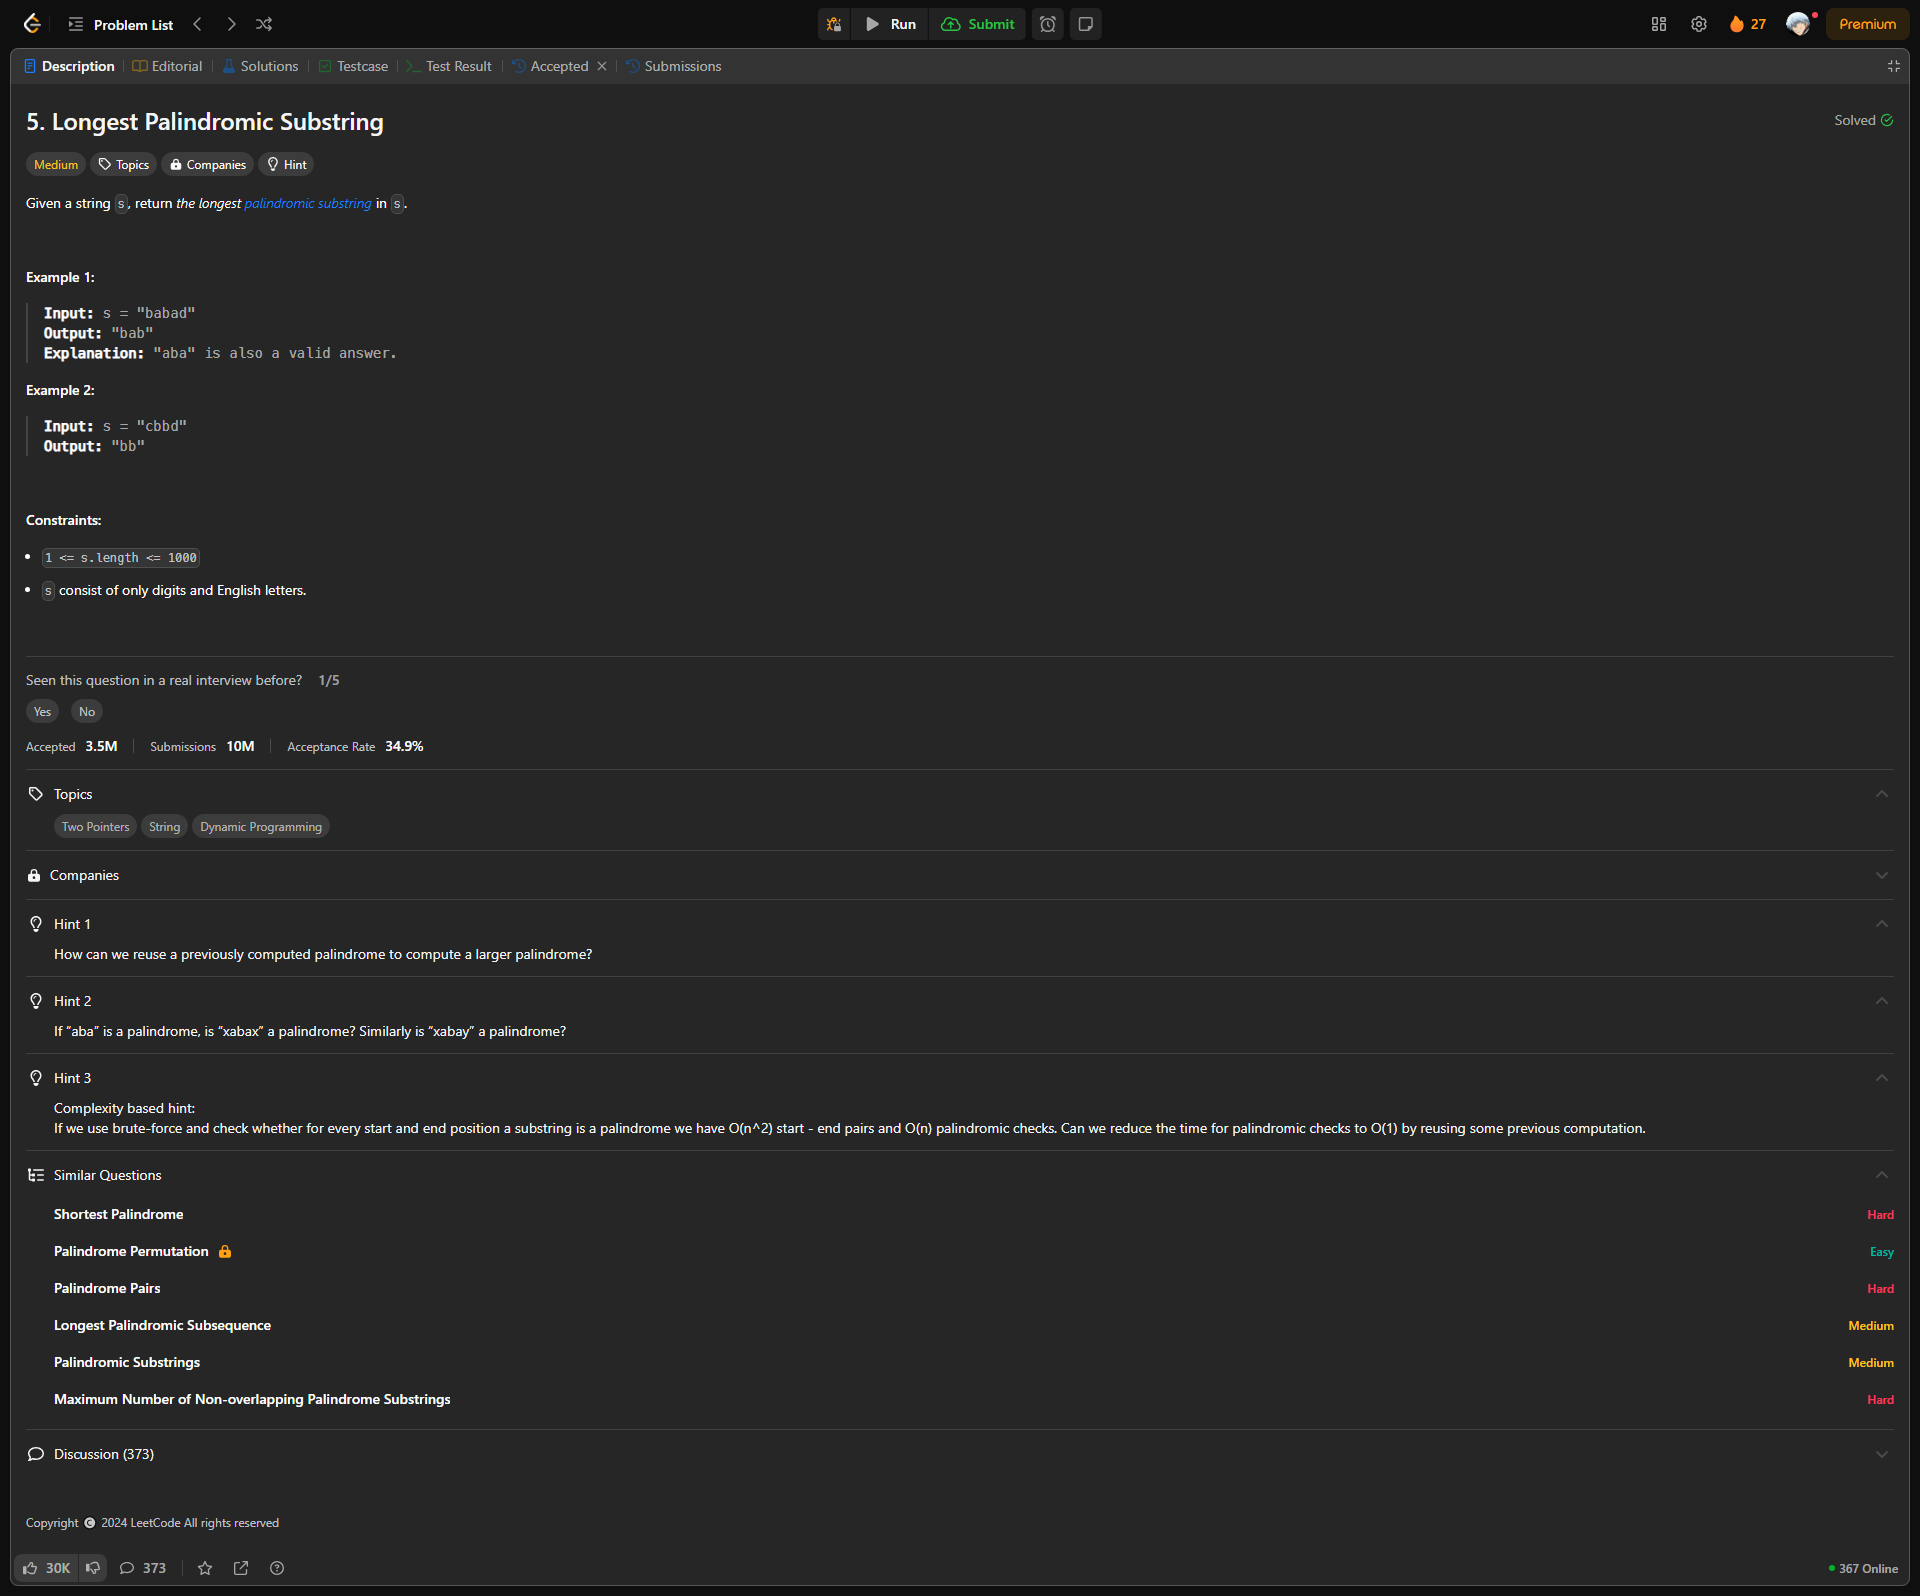 Problem List
Run
Submit
27
Premium
Description
Editorial
Solutions
Testcase
Test Result
Accepted
Submissions
5. Longest Palindromic Substring
Solved
Medium
Topics
Companies
Hint
Given a string s, return the longest palindromic substring in s.
Example 1:
Input: s = "babad"
Output: "bab"
Explanation: "aba" is also a valid answer.
Example 2:
Input: s = "cbbd"
Output: "bb"
Constraints:
1 <= s.length <= 1000
s consist of only digits and English letters.
Seen this question in a real interview before? 1/5
Yes No
Accepted 3.5M Submissions 10M Acceptance Rate 34.9%
Topics
Two Pointers String Dynamic Programming
Companies
Hint 1
How can we reuse a previously computed palindrome to compute a larger palindrome?
Hint 2
If “aba” is a palindrome, is “xabax” a palindrome? Similarly is “xabay” a palindrome?
Hint 3
Complexity based hint:
If we use brute-force and check whether for every start and end position a substring is a palindrome we have O(n^2) start - end pairs and O(n) palindromic checks. Can we reduce the time for palindromic checks to O(1) by reusing some previous computation.
Similar Questions
Shortest Palindrome Hard
Palindrome Permutation Easy
Palindrome Pairs Hard
Longest Palindromic Subsequence Medium
Palindromic Substrings Medium
Maximum Number of Non-overlapping Palindrome Substrings Hard
Discussion (373)
Copyright © 2024 LeetCode All rights reserved
30K 373 367 Online